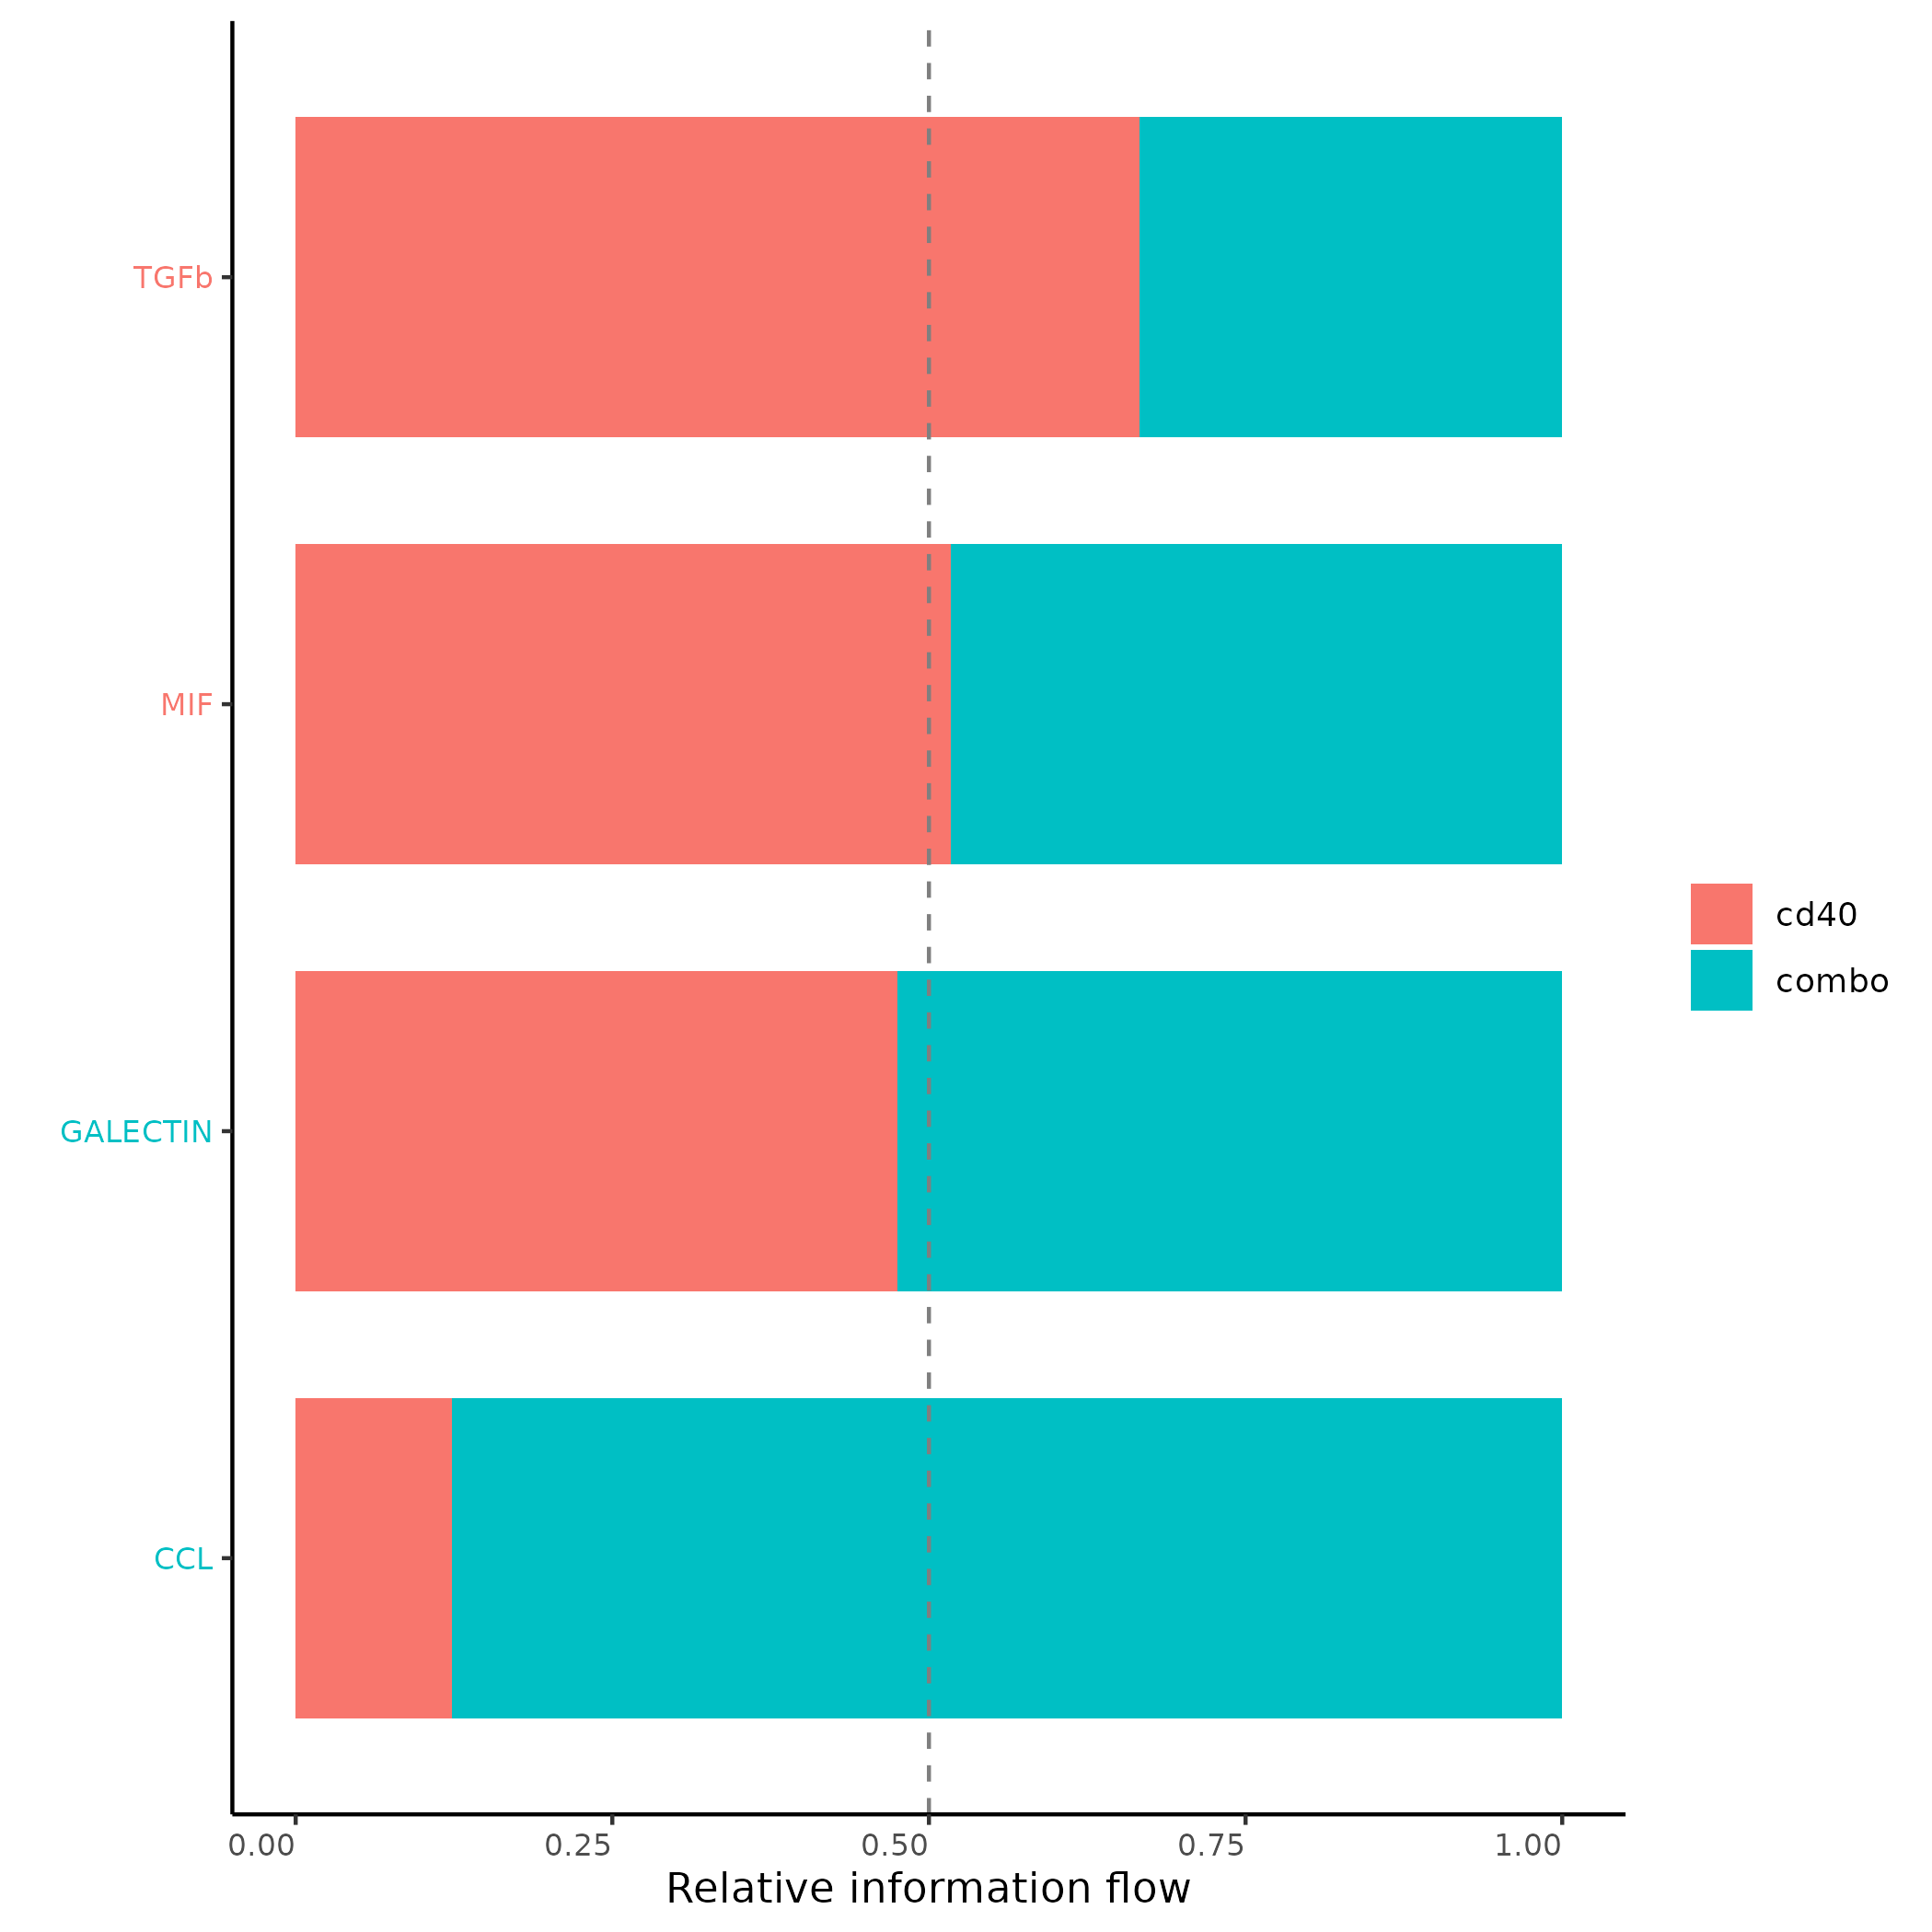 TGFb
MIF
GALECTIN
CCL
cd40
combo
0.00 0.25 0.50 0.75 1.00
Relative information flow